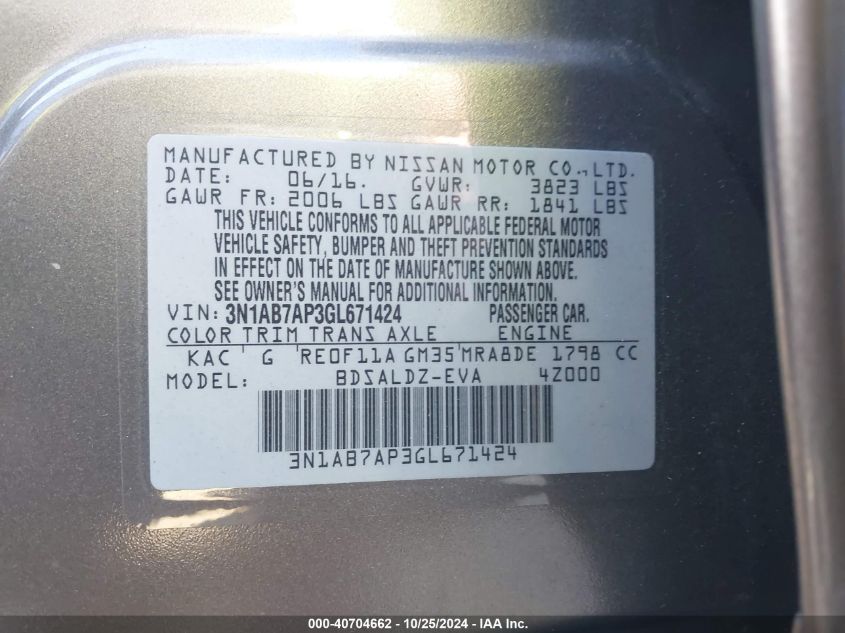 MANUFACTURED BY NISSAN MOTOR CO., LTD.
DATE: 06/16. GVWR: 3823 LBS
GAWR FR: 2006 LBS GAWR RR: 1841 LBS
THIS VEHICLE CONFORMS TO ALL APPLICABLE FEDERAL MOTOR
VEHICLE SAFETY, BUMPER AND THEFT PREVENTION STANDARDS
IN EFFECT ON THE DATE OF MANUFACTURE SHOWN ABOVE.
SEE OWNER'S MANUAL FOR ADDITIONAL INFORMATION.
VIN: 3N1AB7AP3GL671424 PASSENGER CAR.
COLOR TRIM TRANS AXLE ENGINE
KAC G RE0F11A GM35 MRA8DE 1798 CC
MODEL: BDSALDZ-EVA 4Z000
3N1AB7AP3GL671424
000-40704662 - 10/25/2024 - IAA Inc.